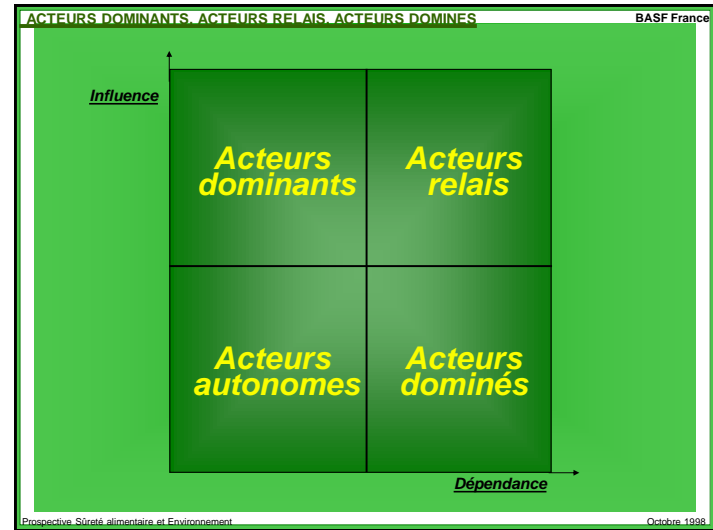 ACTEURS DOMINANTS, ACTEURS RELAIS, ACTEURS DOMINES
BASF France
Influence
Acteurs
dominants
Acteurs
relais
Acteurs
autonomes
Acteurs
dominés
Dépendance
Prospective Sûreté alimentaire et Environnement
Octobre 1998